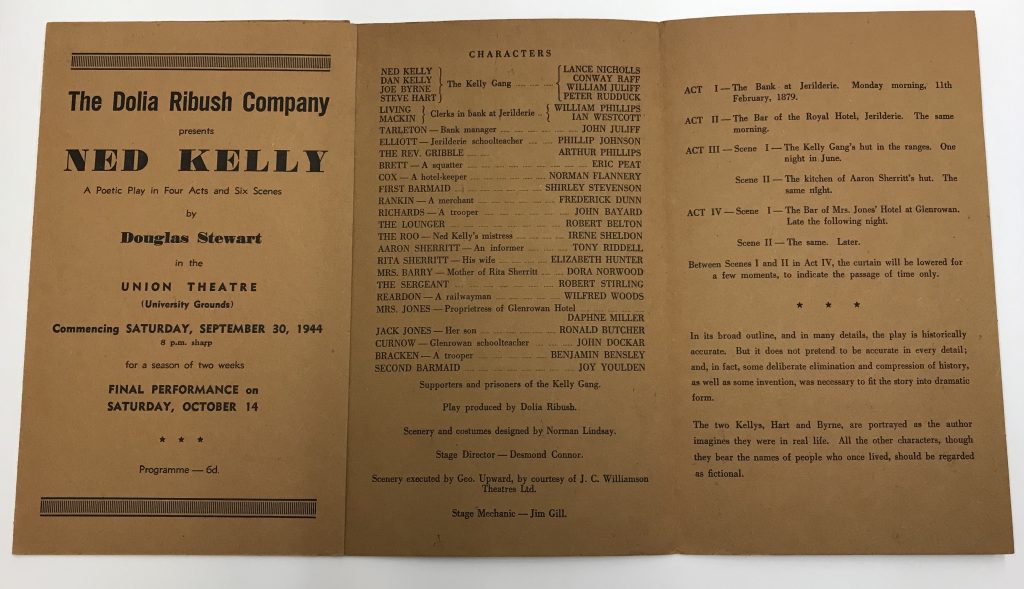 The Dolia Ribush Company
presents
NED KELLY
A Poetic Play in Four Acts and Six Scenes
by
Douglas Stewart
in the
UNION THEATRE
(University Grounds)
Commencing SATURDAY, SEPTEMBER 30, 1944
8 p.m. sharp
for a season of two weeks
FINAL PERFORMANCE on
SATURDAY, OCTOBER 14
* * *
Programme — 6d.
CHARACTERS
NED KELLY LANCE NICHOLLS
DAN KELLY CONWAY RAFF
The Kelly Gang
JOE BYRNE WILLIAM JULIFF
STEVE HART PETER RUDDUCK
LIVING WILLIAM PHILLIPS
Clerks in bank at Jerilderie
MACKIN IAN WESTCOTT
TARLETON — Bank manager JOHN JULIFF
ELLIOTT — Jerilderie schoolteacher PHILLIP JOHNSON
THE REV. GRIBBLE ARTHUR PHILLIPS
BRETT — A squatter ERIC PEAT
COX — A hotel-keeper NORMAN FLANNERY
FIRST BARMAID SHIRLEY STEVENSON
RANKIN — A merchant FREDERICK DUNN
RICHARDS — A trooper JOHN BAYARD
THE LOUNGER ROBERT BELTON
THE ROO — Ned Kelly's mistress IRENE SHELDON
AARON SHERRITT — An informer TONY RIDDELL
RITA SHERRITT — His wife ELIZABETH HUNTER
MRS. BARRY — Mother of Rita Sherritt DORA NORWOOD
THE SERGEANT ROBERT STIRLING
REARDON — A railwayman WILFRED WOODS
MRS. JONES — Proprietress of Glenrowan Hotel
DAPHNE MILLER
JACK JONES — Her son RONALD BUTCHER
CURNOW — Glenrowan schoolteacher JOHN DOCKAR
BRACKEN — A trooper BENJAMIN BENSLEY
SECOND BARMAID JOY YOULDEN
Supporters and prisoners of the Kelly Gang.
Play produced by Dolia Ribush.
Scenery and costumes designed by Norman Lindsay.
Stage Director — Desmond Connor.
Scenery executed by Geo. Upward, by courtesy of J. C. Williamson
Theatres Ltd.
Stage Mechanic — Jim Gill.
ACT I — The Bank at Jerilderie. Monday morning, 11th
February, 1879.
ACT II — The Bar of the Royal Hotel, Jerilderie. The same
morning.
ACT III — Scene I — The Kelly Gang's hut in the ranges. One
night in June.
Scene II — The kitchen of Aaron Sherritt's hut. The
same night.
ACT IV — Scene I — The Bar of Mrs. Jones' Hotel at Glenrowan.
Late the following night.
Scene II — The same. Later.
Between Scenes I and II in Act IV, the curtain will be lowered for
a few moments, to indicate the passage of time only.
* * *
In its broad outline, and in many details, the play is historically
accurate. But it does not pretend to be accurate in every detail;
and, in fact, some deliberate elimination and compression of history,
as well as some invention, was necessary to fit the story into dramatic
form.
The two Kellys, Hart and Byrne, are portrayed as the author
imagines they were in real life. All the other characters, though
they bear the names of people who once lived, should be regarded
as fictional.